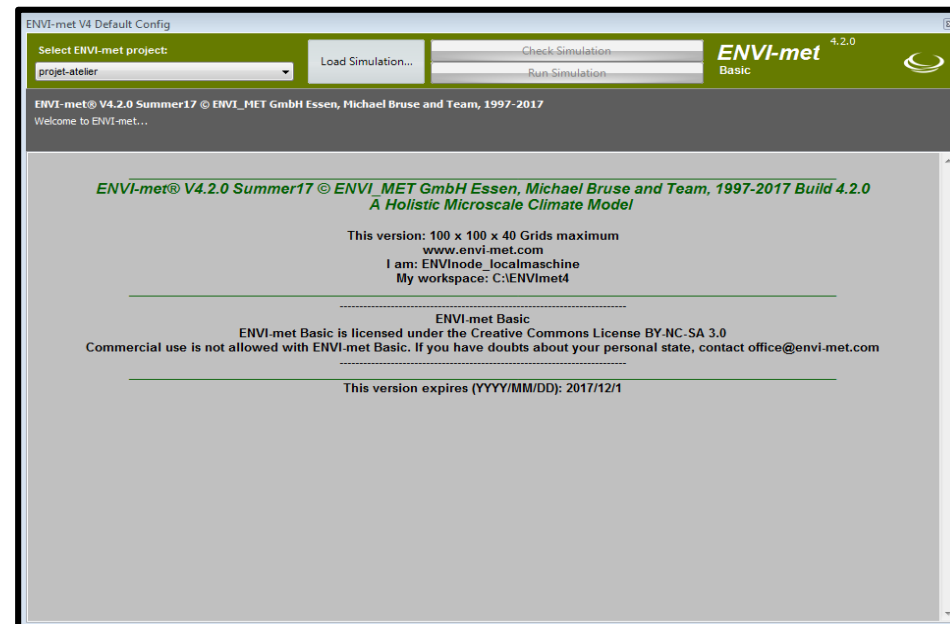 ENVI-met V4 Default Config
Select ENVI-met project:
projet-atelier
Load Simulation...
Check Simulation
Run Simulation
ENVI-met 4.2.0
Basic
ENVI-met® V4.2.0 Summer17 © ENVI_MET GmbH Essen, Michael Bruse and Team, 1997-2017
Welcome to ENVI-met...
ENVI-met® V4.2.0 Summer17 © ENVI_MET GmbH Essen, Michael Bruse and Team, 1997-2017 Build 4.2.0
A Holistic Microscale Climate Model
This version: 100 x 100 x 40 Grids maximum
www.envi-met.com
I am: ENVInode_localmaschine
My workspace: C:\ENVImet4
ENVI-met Basic
ENVI-met Basic is licensed under the Creative Commons License BY-NC-SA 3.0
Commercial use is not allowed with ENVI-met Basic. If you have doubts about your personal state, contact office@envi-met.com
This version expires (YYYY/MM/DD): 2017/12/1